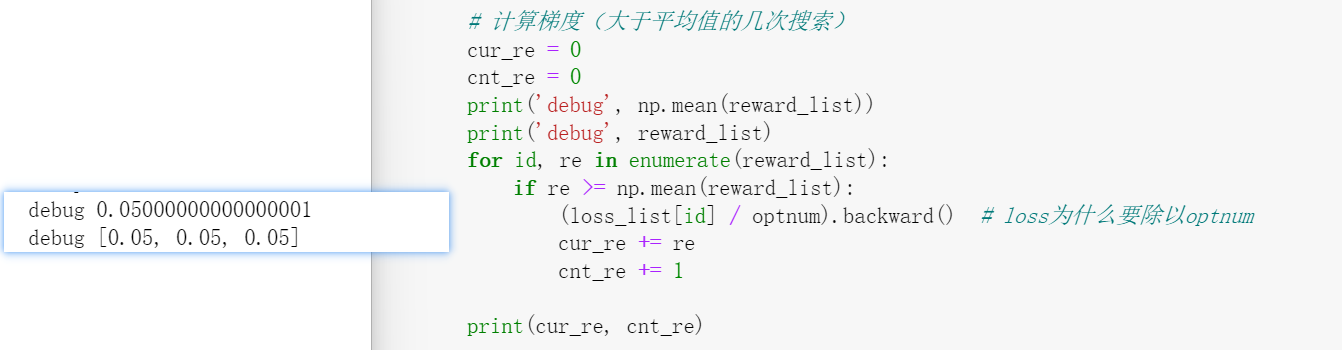 # 计算梯度（大于平均值的几次搜索）
cur_re = 0
cnt_re = 0
print('debug', np.mean(reward_list))
print('debug', reward_list)
for id, re in enumerate(reward_list):
    if re >= np.mean(reward_list):
        (loss_list[id] / optnum).backward()  # loss为什么要除以optnum
        cur_re += re
        cnt_re += 1
print(cur_re, cnt_re)
debug 0.05000000000000001
debug [0.05, 0.05, 0.05]